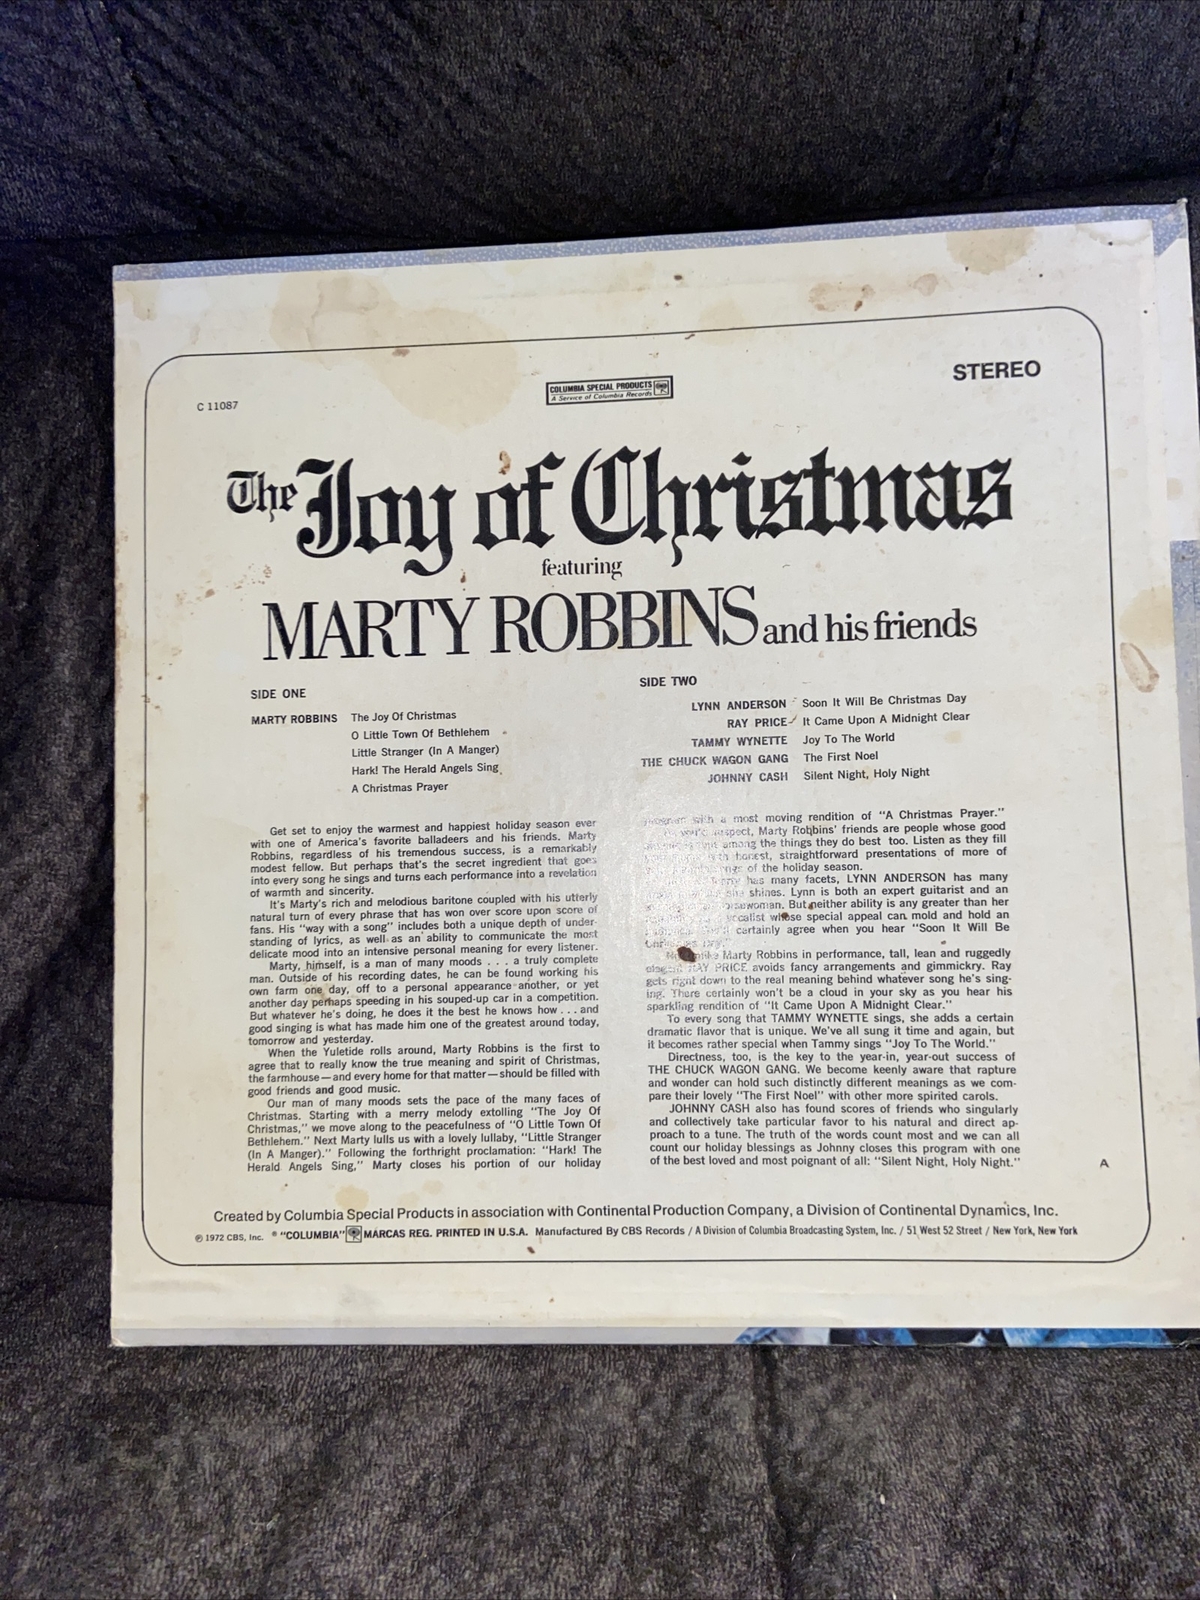 STEREO
COLUMBIA SPECIAL PRODUCTS
A Service of Columbia Records
C 11087
The Joy of Christmas
featuring
MARTY ROBBINS and his friends
SIDE ONE
MARTY ROBBINS The Joy Of Christmas
O Little Town Of Bethlehem
Little Stranger (In A Manger)
Hark! The Herald Angels Sing
A Christmas Prayer
SIDE TWO
LYNN ANDERSON Soon It Will Be Christmas Day
RAY PRICE It Came Upon A Midnight Clear
TAMMY WYNETTE Joy To The World
THE CHUCK WAGON GANG The First Noel
JOHNNY CASH Silent Night, Holy Night
Get set to enjoy the warmest and happiest holiday season ever
with one of America's favorite balladeers and his friends. Marty
Robbins, regardless of his tremendous success, is a remarkably
modest fellow. But perhaps that's the secret ingredient that goes
into every song he sings and turns each performance into a revelation
of warmth and sincerity.
It's Marty's rich and melodious baritone coupled with his utterly
natural turn of every phrase that has won over score upon score of
fans. His "way with a song" includes both a unique depth of under-
standing of lyrics, as well as an ability to communicate the most
delicate mood into an intensive personal meaning for every listener.
Marty, himself, is a man of many moods . . . a truly complete
man. Outside of his recording dates, he can be found working his
own farm one day, off to a personal appearance another, or yet
another day perhaps speeding in his souped-up car in a competition.
But whatever he's doing, he does it the best he knows how . . . and
good singing is what has made him one of the greatest around today,
tomorrow and yesterday.
When the Yuletide rolls around, Marty Robbins is the first to
agree that to really know the true meaning and spirit of Christmas,
the farmhouse—and every home for that matter—should be filled with
good friends and good music.
Our man of many moods sets the pace of the many faces of
Christmas. Starting with a merry melody extolling "The Joy Of
Christmas," we move along to the peacefulness of "O Little Town Of
Bethlehem." Next Marty lulls us with a lovely lullaby, "Little Stranger
(In A Manger)." Following the forthright proclamation: "Hark! The
Herald Angels Sing," Marty closes his portion of our holiday
program with a most moving rendition of "A Christmas Prayer."
you'd expect, Marty Robbins' friends are people whose good
among the things they do best too. Listen as they fill
with honest, straightforward presentations of more of
of the holiday season.
has many facets, LYNN ANDERSON has many
she shines. Lynn is both an expert guitarist and an
horsewoman. But neither ability is any greater than her
vocalist whose special appeal can mold and hold an
certainly agree when you hear "Soon It Will Be
Christmas Day."
Marty Robbins in performance, tall, lean and ruggedly
RAY PRICE avoids fancy arrangements and gimmickry. Ray
gets right down to the real meaning behind whatever song he's sing-
ing. There certainly won't be a cloud in your sky as you hear his
sparkling rendition of "It Came Upon A Midnight Clear."
To every song that TAMMY WYNETTE sings, she adds a certain
dramatic flavor that is unique. We've all sung it time and again, but
it becomes rather special when Tammy sings "Joy To The World."
Directness, too, is the key to the year-in, year-out success of
THE CHUCK WAGON GANG. We become keenly aware that rapture
and wonder can hold such distinctly different meanings as we com-
pare their lovely "The First Noel" with other more spirited carols.
JOHNNY CASH also has found scores of friends who singularly
and collectively take particular favor to his natural and direct ap-
proach to a tune. The truth of the words count most and we can all
count our holiday blessings as Johnny closes this program with one
of the best loved and most poignant of all: "Silent Night, Holy Night."
A
Created by Columbia Special Products in association with Continental Production Company, a Division of Continental Dynamics, Inc.
℗ 1972 CBS, Inc. ® "COLUMBIA" MARCAS REG. PRINTED IN U.S.A. Manufactured By CBS Records / A Division of Columbia Broadcasting System, Inc. / 51 West 52 Street / New York, New York